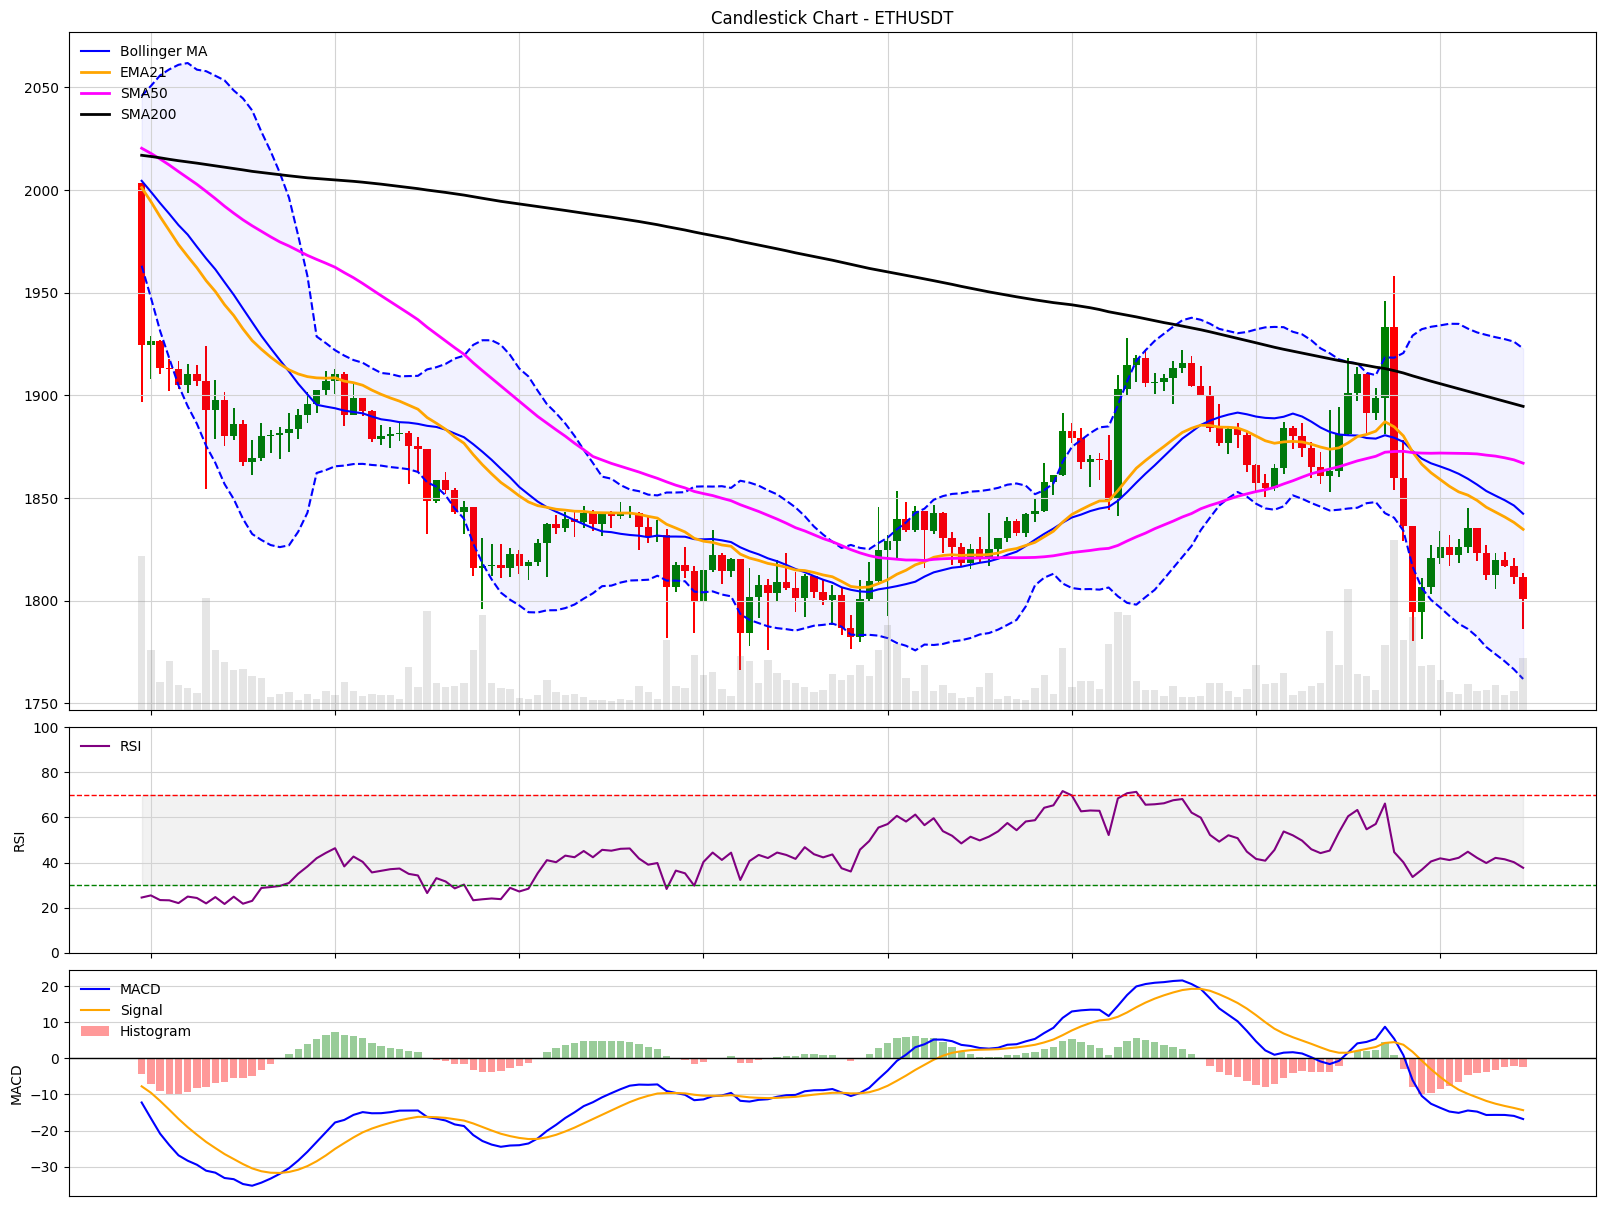 Candlestick Chart - ETHUSDT
Bollinger MA
EMA21
SMA50
SMA200
2050
2000
1950
1900
1850
1800
1750
RSI
100
80
60
40
20
0
RSI
MACD
Signal
Histogram
20
10
0
−10
−20
−30
MACD